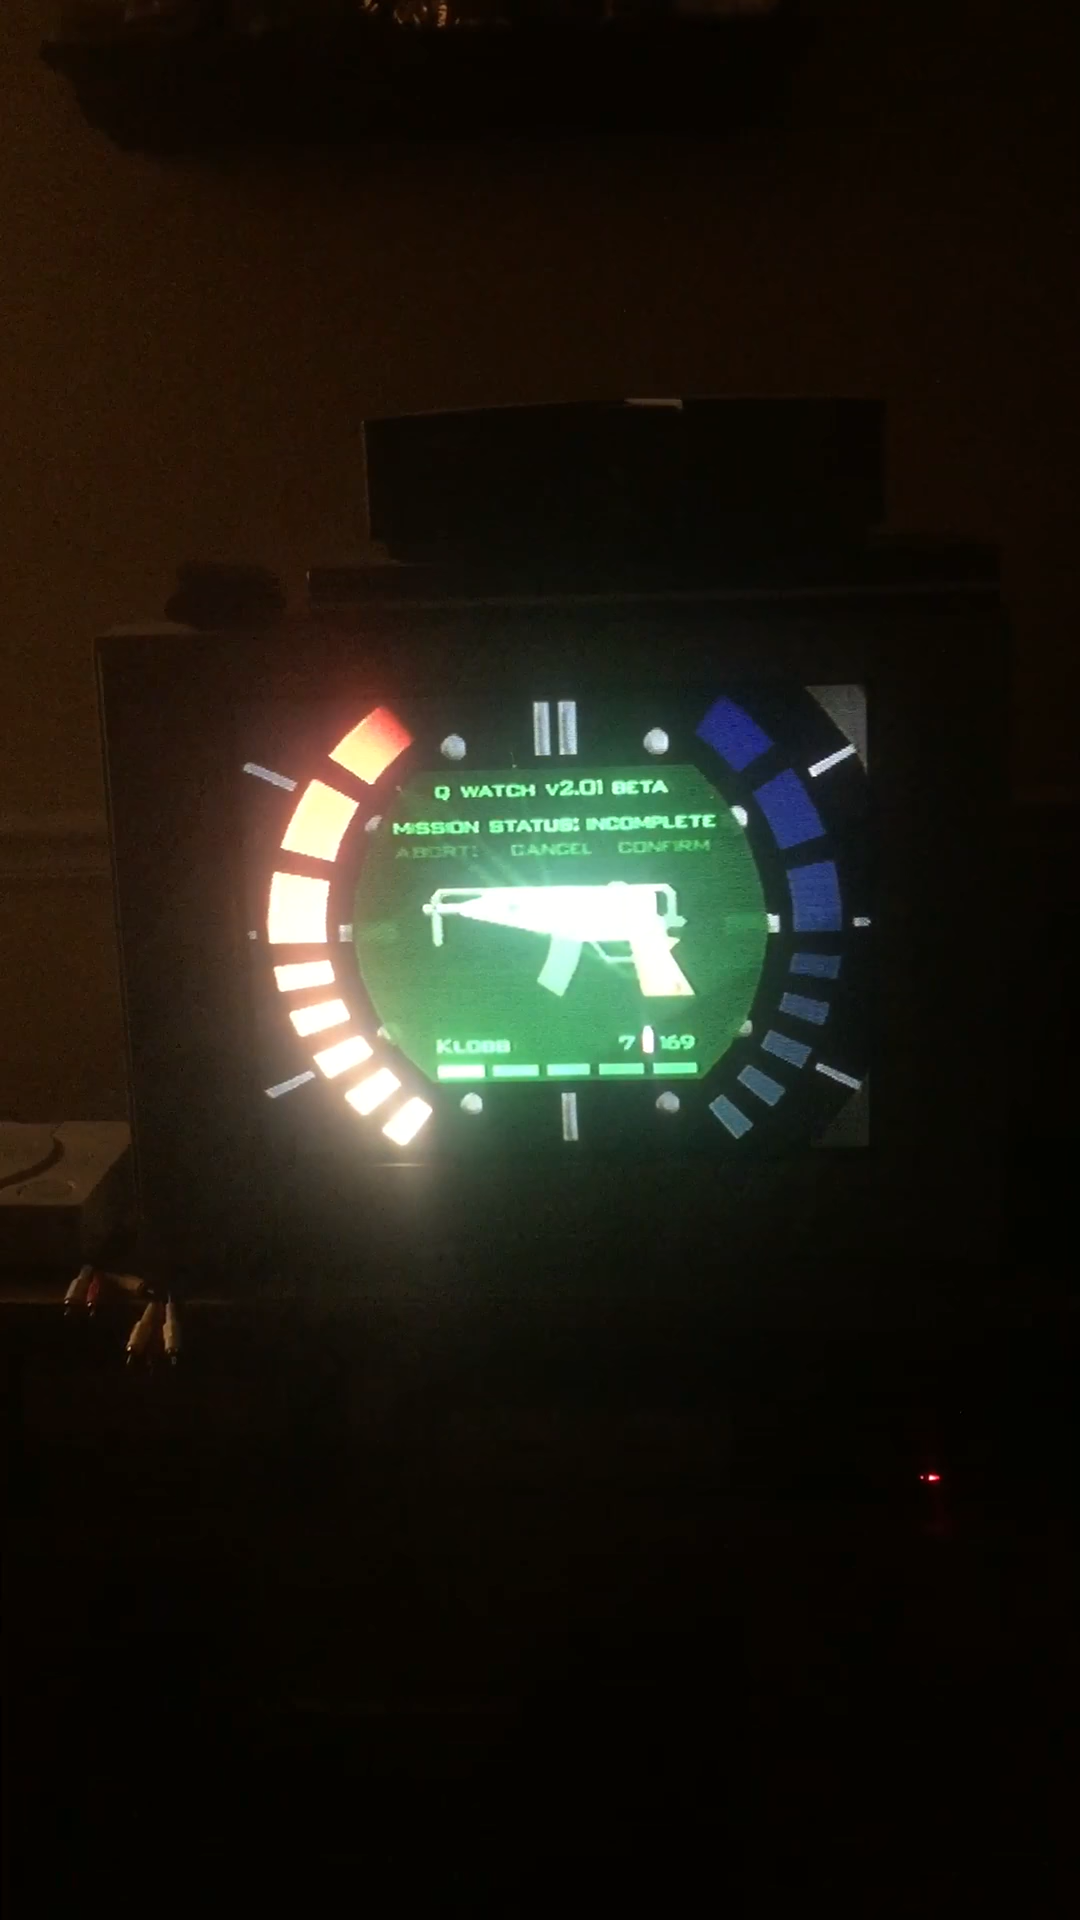 Q WATCH V2.01 BETA
MISSION STATUS: INCOMPLETE
ABORT: CANCEL CONFIRM
KLOBB 7 169